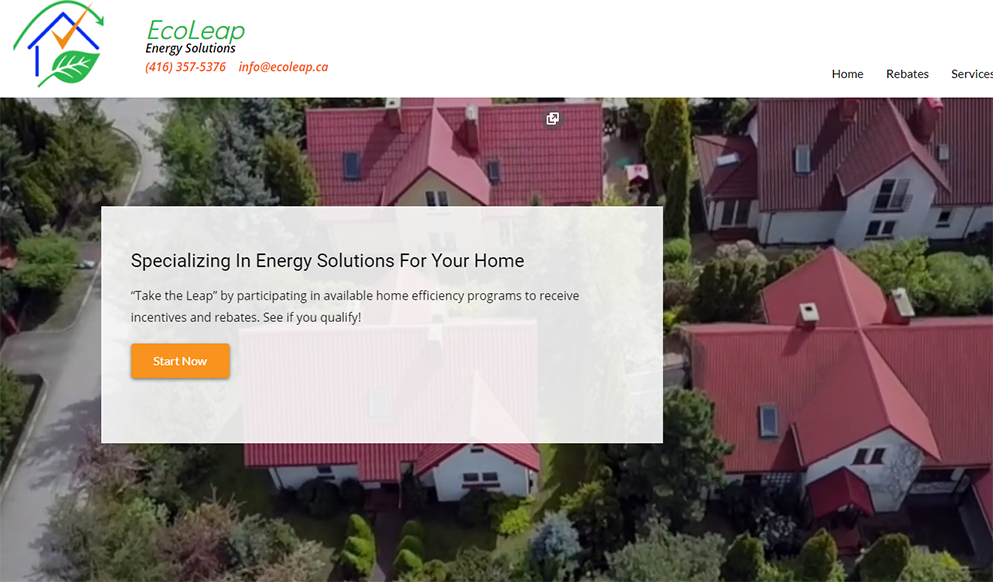 EcoLeap
Energy Solutions
(416) 357-5376 info@ecoleap.ca
Home Rebates Services
Specializing In Energy Solutions For Your Home
“Take the Leap” by participating in available home efficiency programs to receive
incentives and rebates. See if you qualify!
Start Now